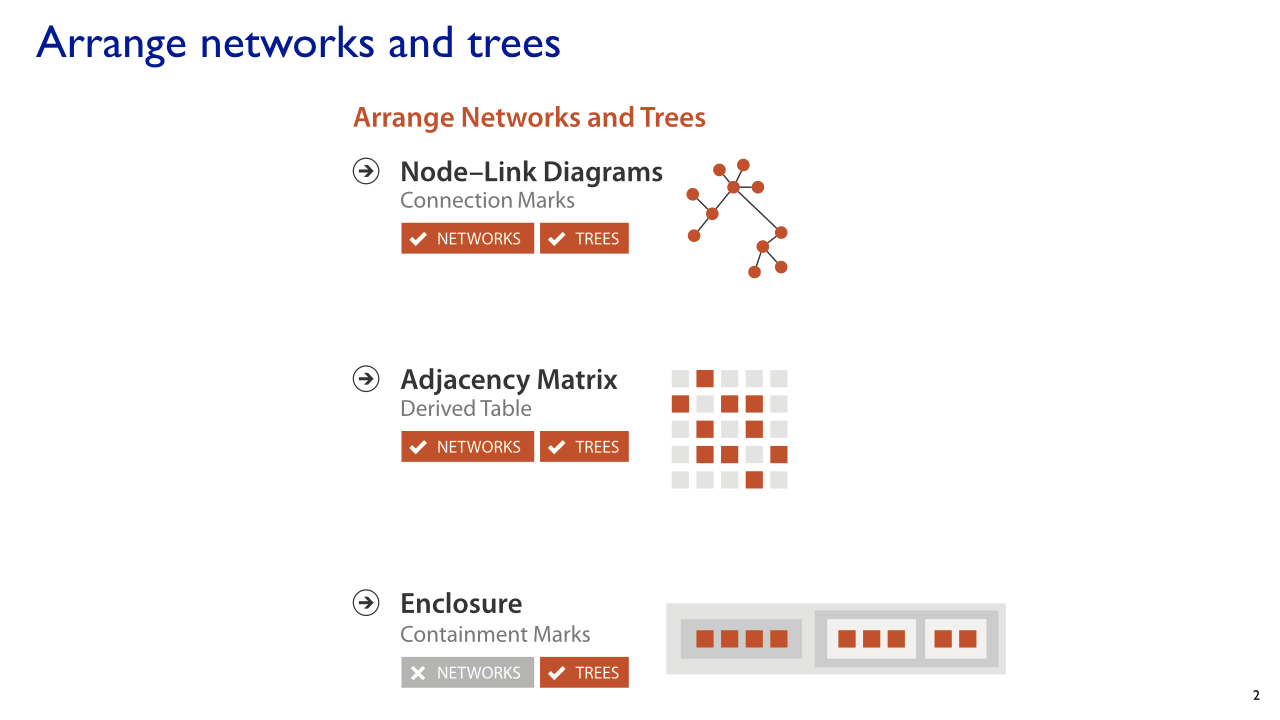 Arrange networks and trees
Arrange Networks and Trees
Node–Link Diagrams
Connection Marks
NETWORKS TREES
Adjacency Matrix
Derived Table
NETWORKS TREES
Enclosure
Containment Marks
NETWORKS TREES
2